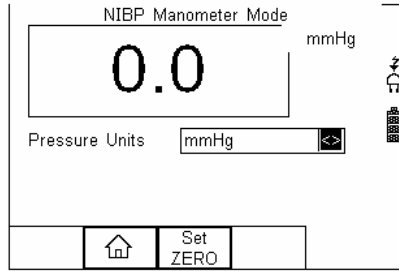 NIBP Manometer Mode
mmHg
0.0
Pressure Units
mmHg
<>
Set
ZERO